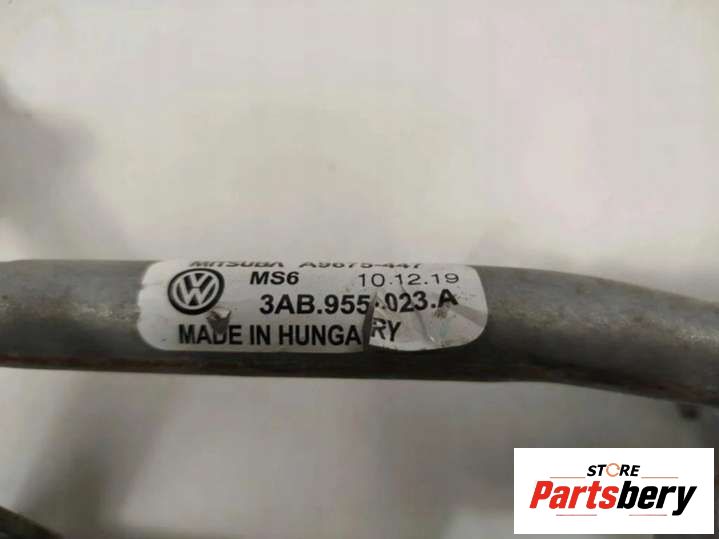 MITSUBA A9675-447
MS6 10.12.19
3AB.955.023.A
MADE IN HUNGARY
STORE
Partsbery